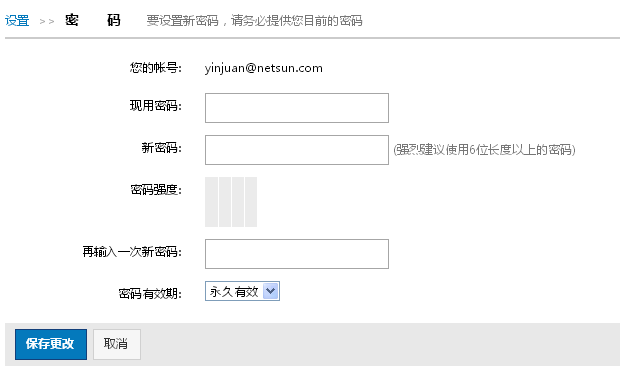 设置 >> 密 码 要设置新密码，请务必提供您目前的密码
您的帐号: yinjuan@netsun.com
现用密码:
新密码: (强烈建议使用6位长度以上的密码)
密码强度:
再输入一次新密码:
密码有效期: 永久有效
保存更改 取消